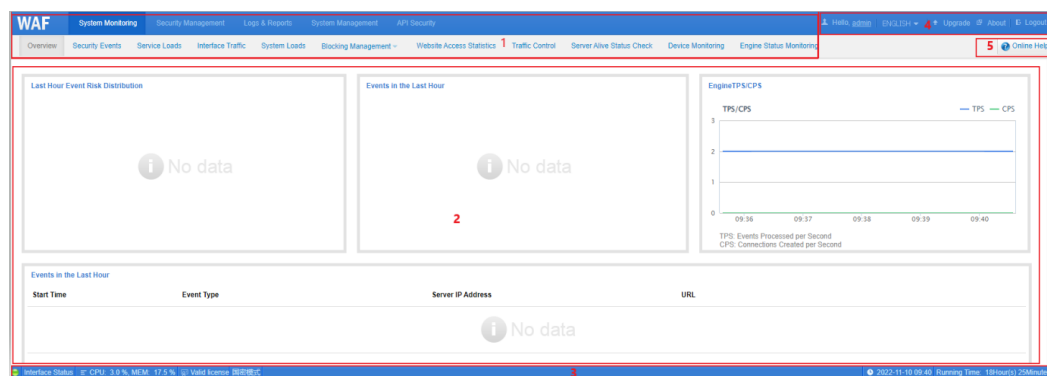 WAF System Monitoring Security Management Logs & Reports System Management API Security Hello, admin ENGLISH 4 Upgrade About Logout
Overview Security Events Service Loads Interface Traffic System Loads Blocking Management Website Access Statistics 1 Traffic Control Server Alive Status Check Device Monitoring Engine Status Monitoring 5 Online Help
Last Hour Event Risk Distribution
No data
Events in the Last Hour
No data
2
EngineTPS/CPS
TPS/CPS
TPS CPS
3
2
1
0
09:36 09:37 09:38 09:39 09:40
TPS: Events Processed per Second
CPS: Connections Created per Second
Events in the Last Hour
Start Time Event Type Server IP Address URL
No data
Interface Status CPU: 3.0 %, MEM: 17.5 % Valid license 国密模式 3 2022-11-10 09:40 Running Time: 18Hour(s) 25Minute